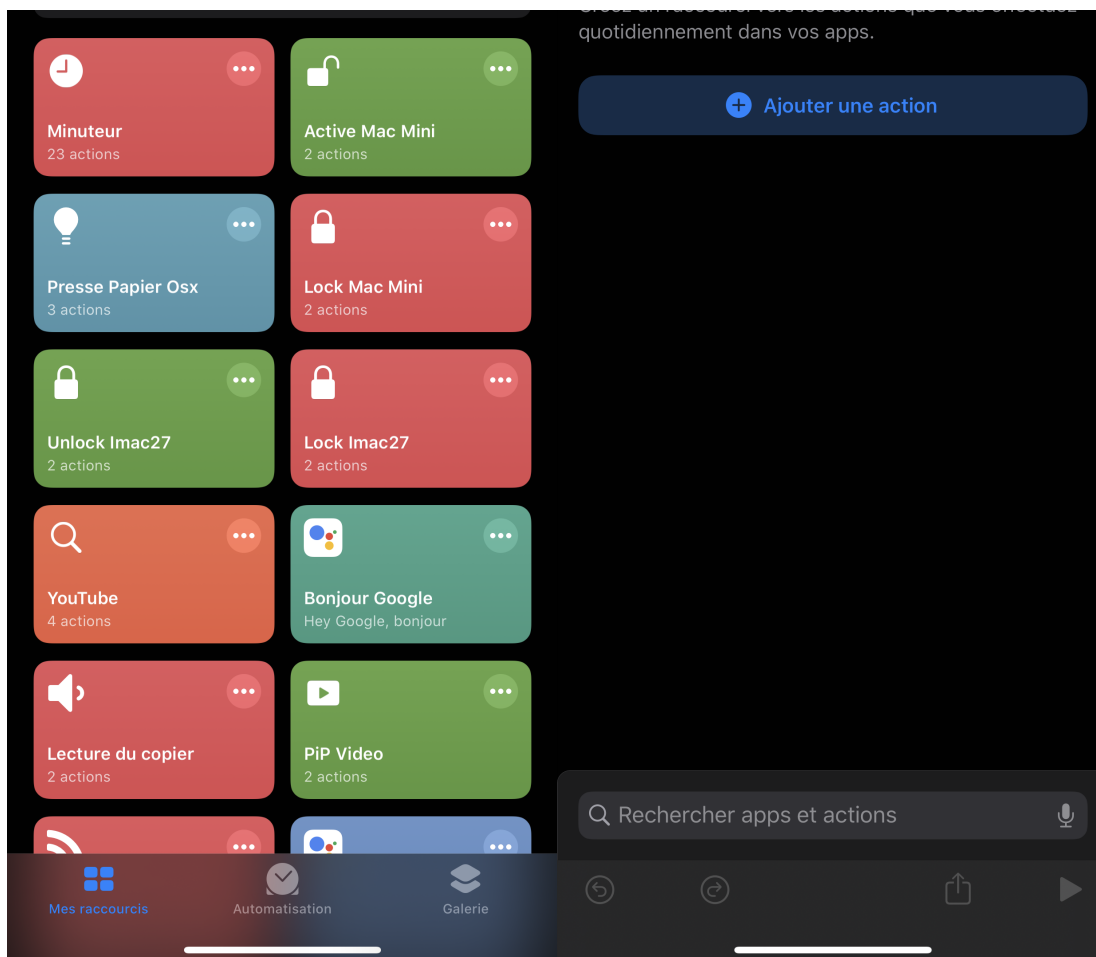 Minuteur
23 actions
Active Mac Mini
2 actions
Presse Papier Osx
3 actions
Lock Mac Mini
2 actions
Unlock Imac27
2 actions
Lock Imac27
2 actions
YouTube
4 actions
Bonjour Google
Hey Google, bonjour
Lecture du copier
2 actions
PiP Video
2 actions
Mes raccourcis
Automatisation
Galerie
quotidiennement dans vos apps.
Ajouter une action
Rechercher apps et actions